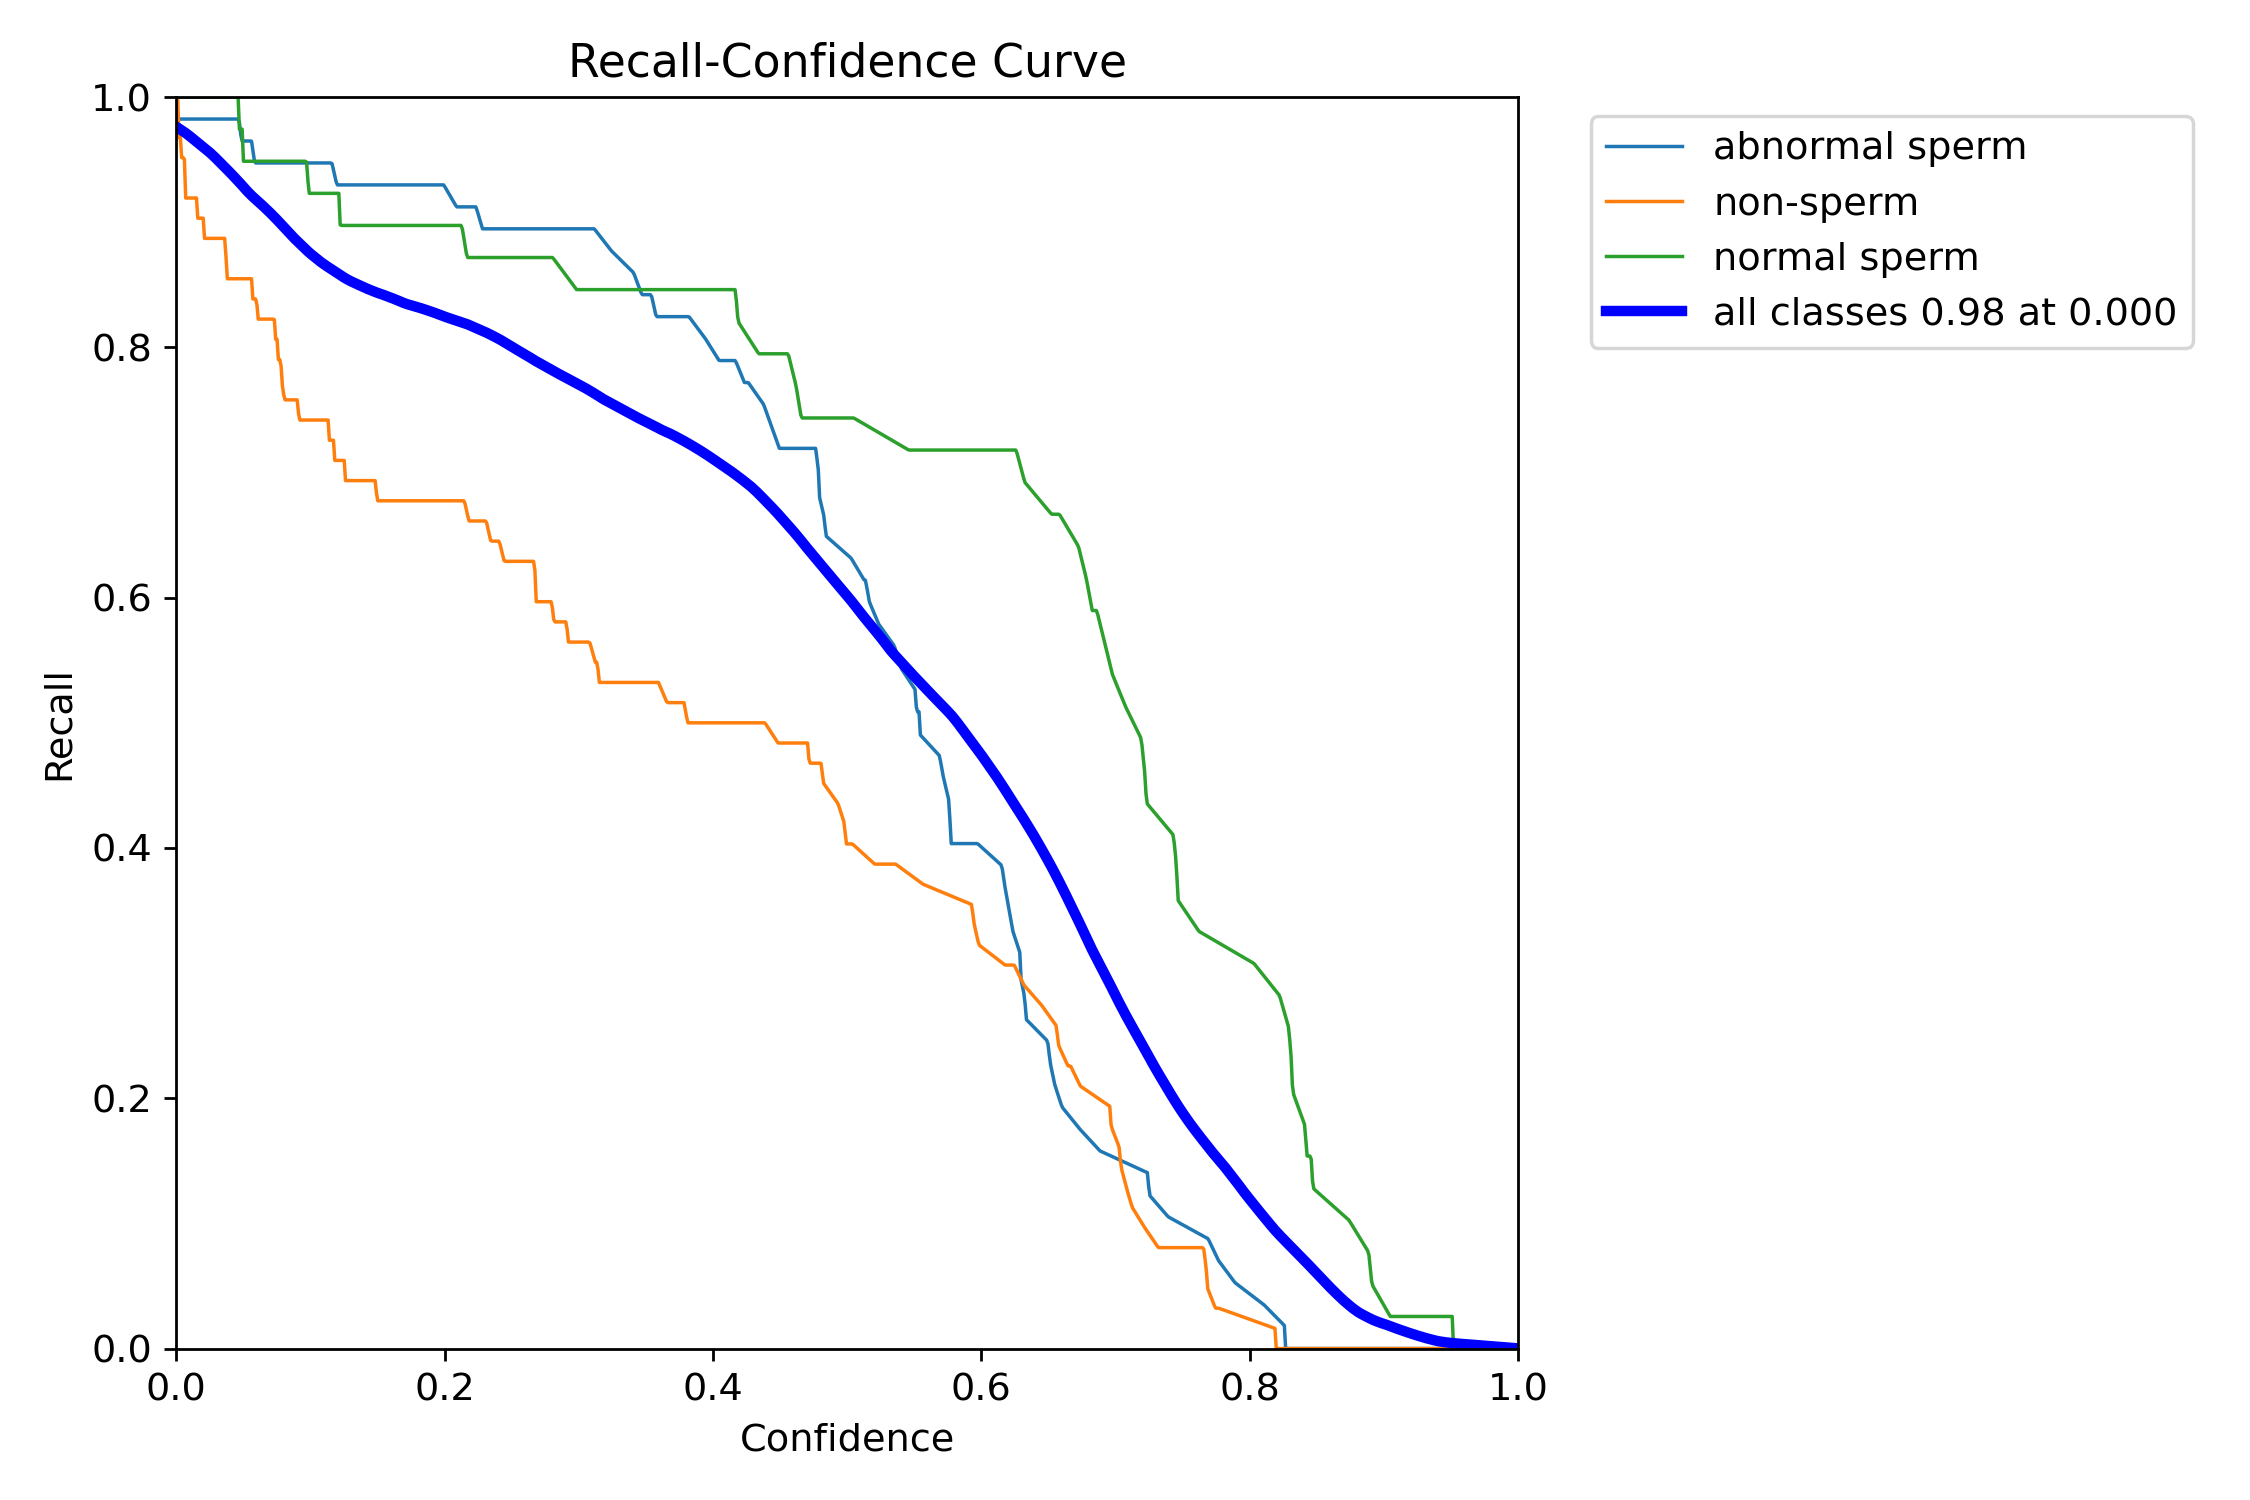 Recall-Confidence Curve
1.0
0.8
0.6
0.4
0.2
0.0
Recall
0.0 0.2 0.4 0.6 0.8 1.0
Confidence
abnormal sperm
non-sperm
normal sperm
all classes 0.98 at 0.000